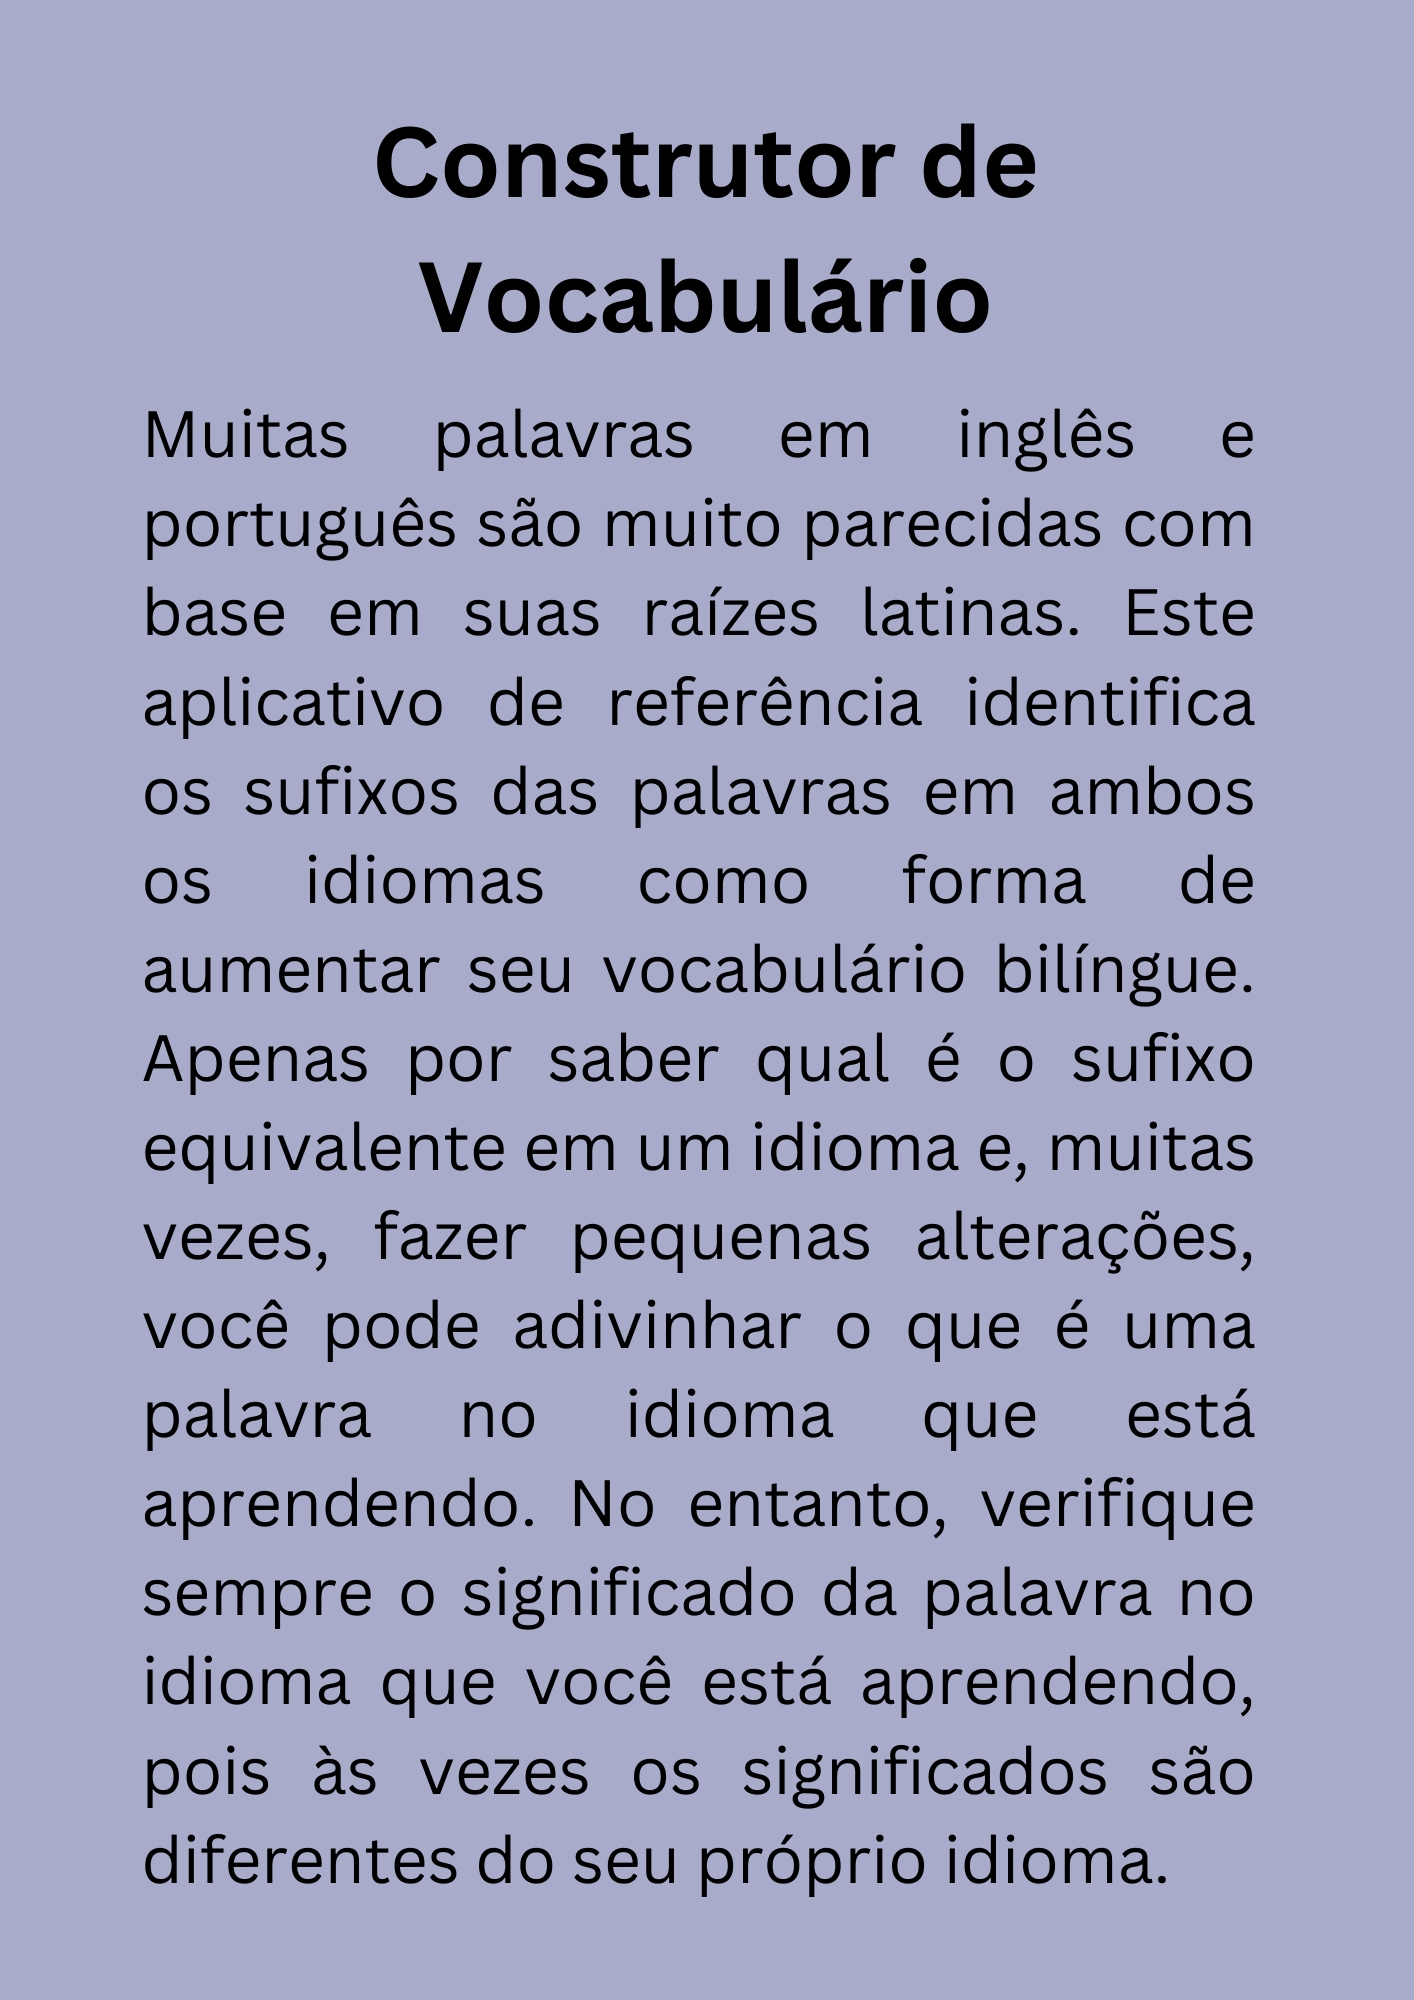 Construtor de
Vocabulário
Muitas palavras em inglês e
português são muito parecidas com
base em suas raízes latinas. Este
aplicativo de referência identifica
os sufixos das palavras em ambos
os idiomas como forma de
aumentar seu vocabulário bilíngue.
Apenas por saber qual é o sufixo
equivalente em um idioma e, muitas
vezes, fazer pequenas alterações,
você pode adivinhar o que é uma
palavra no idioma que está
aprendendo. No entanto, verifique
sempre o significado da palavra no
idioma que você está aprendendo,
pois às vezes os significados são
diferentes do seu próprio idioma.